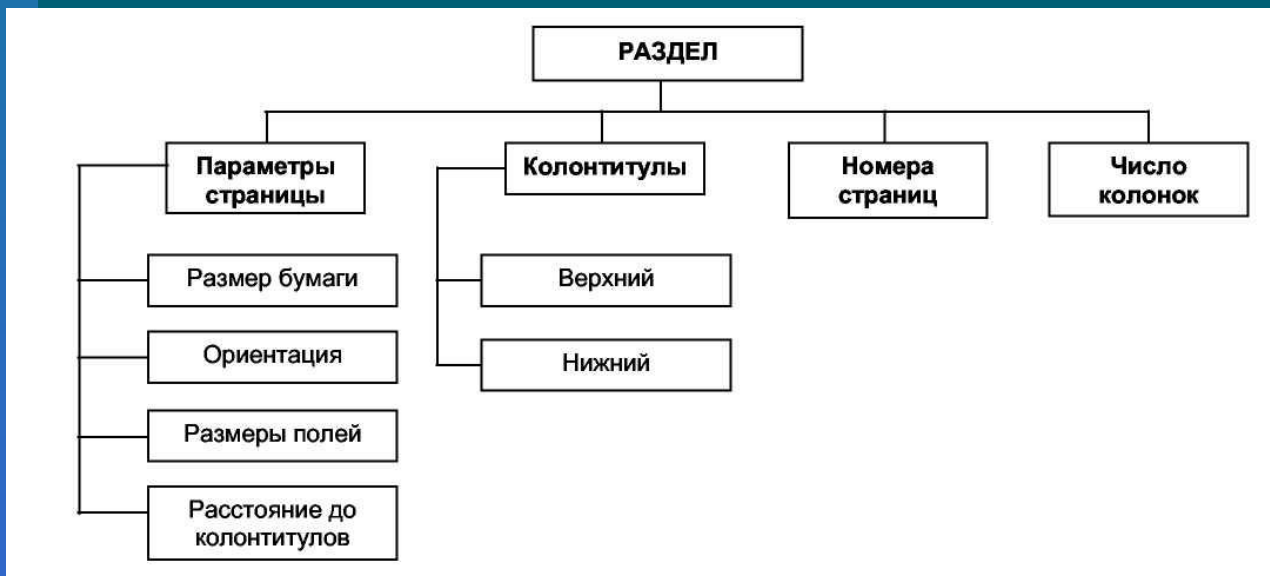 РАЗДЕЛ
Параметры
страницы
Колонтитулы
Номера
страниц
Число
колонок
Размер бумаги
Ориентация
Размеры полей
Расстояние до
колонтитулов
Верхний
Нижний